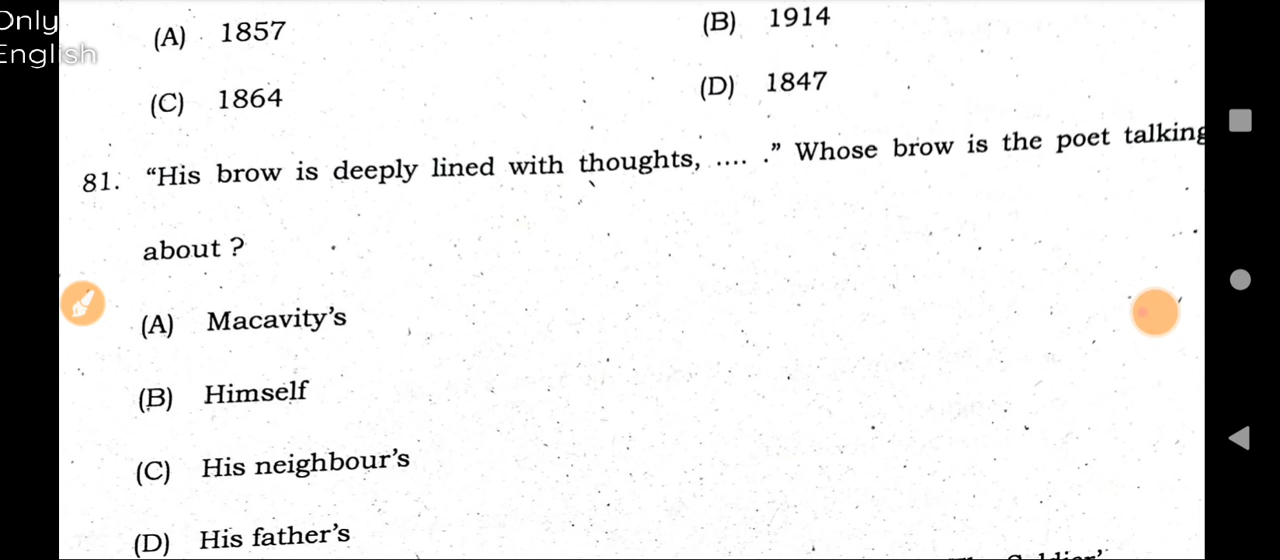 Only
English
(A) 1857
(B) 1914
(C) 1864
(D) 1847
81. “His brow is deeply lined with thoughts, .... .” Whose brow is the poet talking
about ?
(A) Macavity’s
(B) Himself
(C) His neighbour’s
(D) His father’s